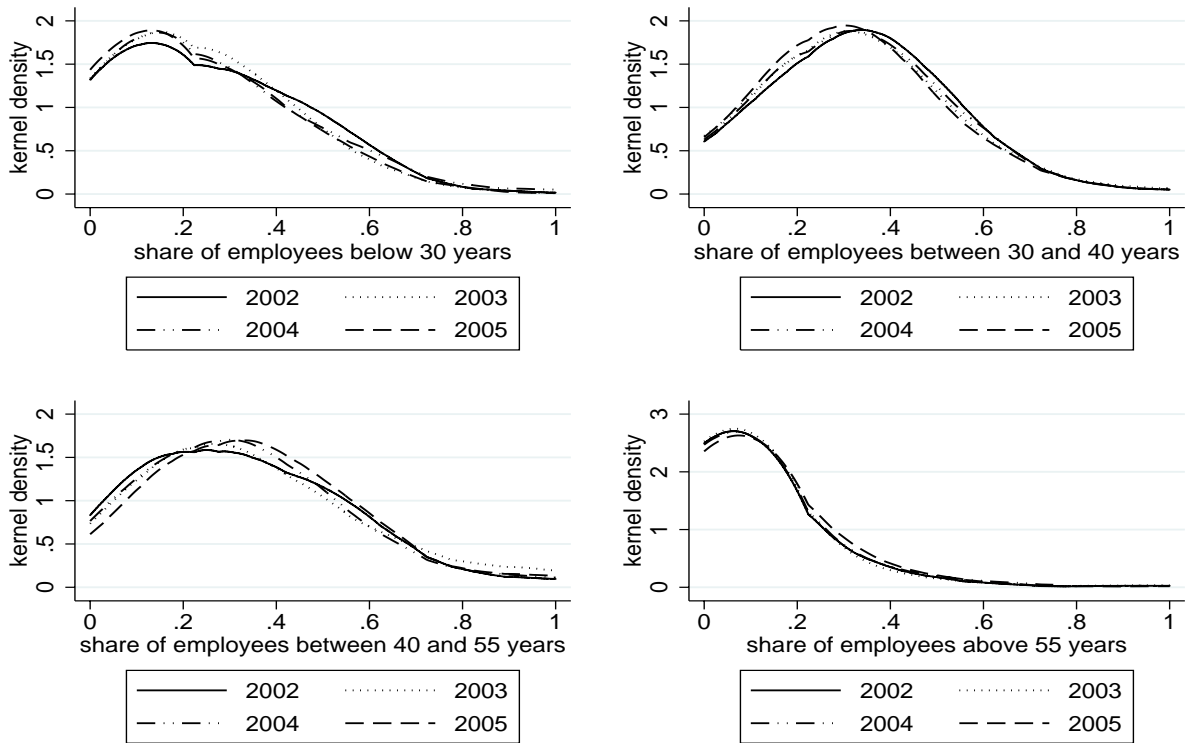 kernel density
0 .5 1 1.5 2
0 .2 .4 .6 .8 1
share of employees below 30 years
2002 2003
2004 2005
kernel density
0 .5 1 1.5 2
0 .2 .4 .6 .8 1
share of employees between 30 and 40 years
2002 2003
2004 2005
kernel density
0 .5 1 1.5 2
0 .2 .4 .6 .8 1
share of employees between 40 and 55 years
2002 2003
2004 2005
kernel density
0 1 2 3
0 .2 .4 .6 .8 1
share of employees above 55 years
2002 2003
2004 2005